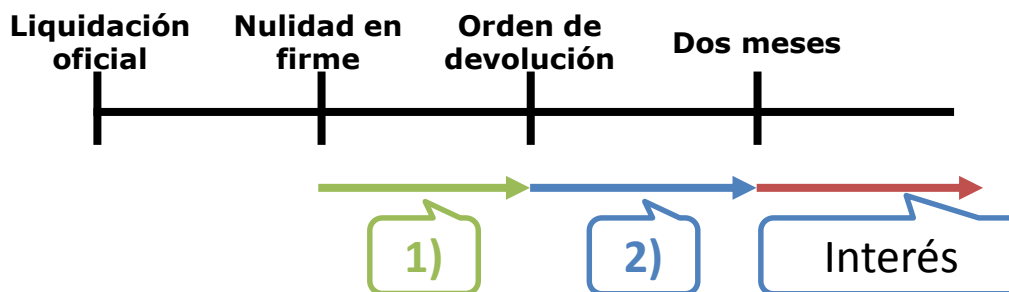 Liquidación
oficial
Nulidad en
firme
Orden de
devolución
Dos meses
1)
2)
Interés